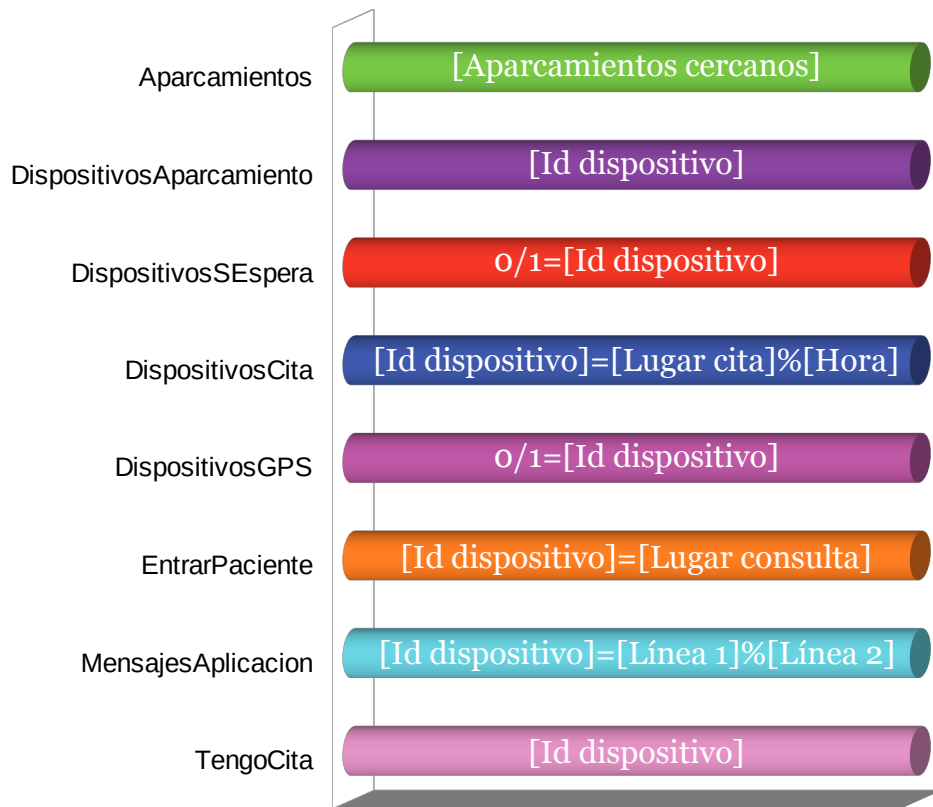 Aparcamientos [Aparcamientos cercanos]
DispositivosAparcamiento [Id dispositivo]
DispositivosSEspera 0/1=[Id dispositivo]
DispositivosCita [Id dispositivo]=[Lugar cita]%[Hora]
DispositivosGPS 0/1=[Id dispositivo]
EntrarPaciente [Id dispositivo]=[Lugar consulta]
MensajesAplicacion [Id dispositivo]=[Línea 1]%[Línea 2]
TengoCita [Id dispositivo]